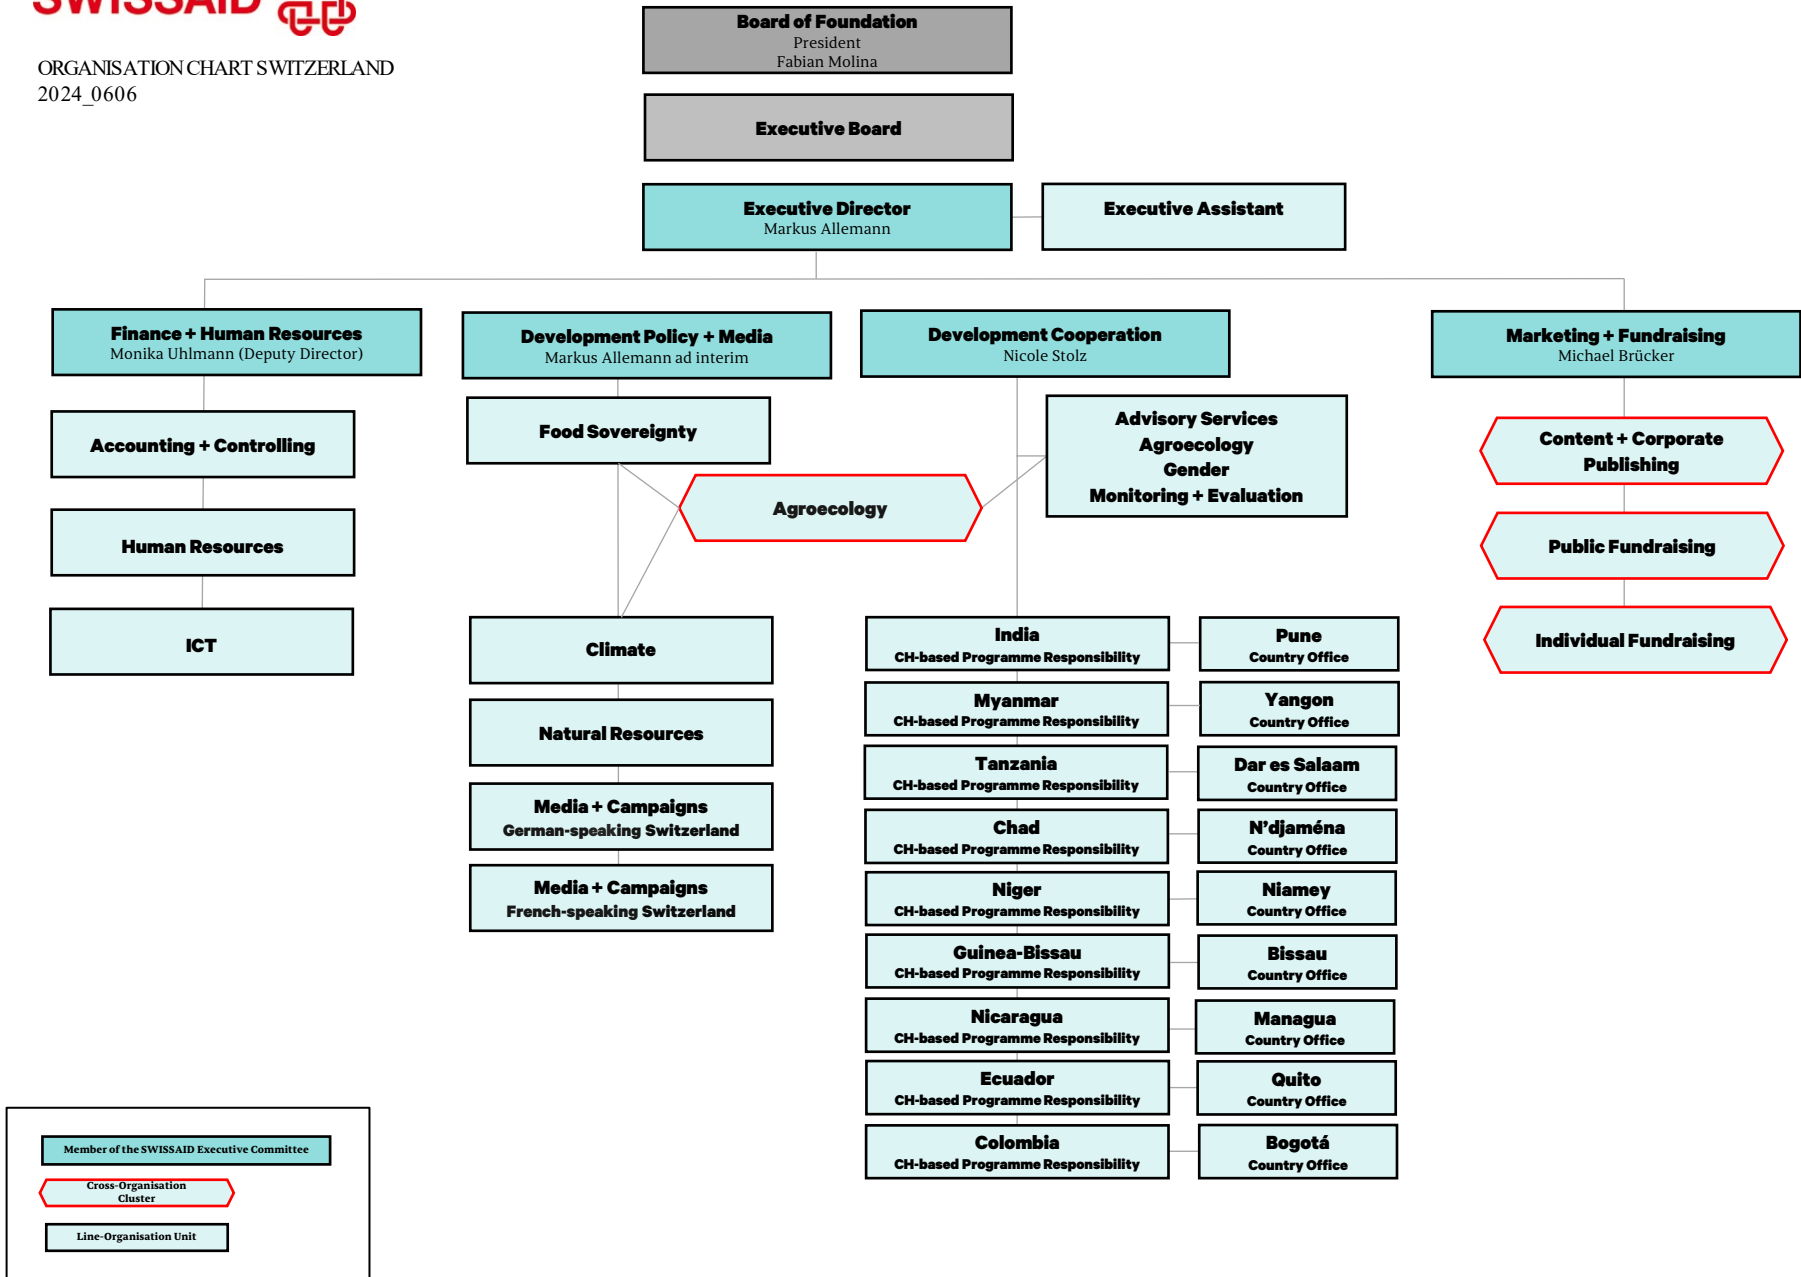 SWISSAID
ORGANISATION CHART SWITZERLAND
2024_0606
Board of Foundation
President
Fabian Molina
Executive Board
Executive Director
Markus Allemann
Executive Assistant
Finance + Human Resources
Monika Uhlmann (Deputy Director)
Accounting + Controlling
Human Resources
ICT
Development Policy + Media
Markus Allemann ad interim
Food Sovereignty
Agroecology
Climate
Natural Resources
Media + Campaigns
German-speaking Switzerland
Media + Campaigns
French-speaking Switzerland
Development Cooperation
Nicole Stolz
Advisory Services
Agroecology
Gender
Monitoring + Evaluation
India
CH-based Programme Responsibility
Pune
Country Office
Myanmar
CH-based Programme Responsibility
Yangon
Country Office
Tanzania
CH-based Programme Responsibility
Dar es Salaam
Country Office
Chad
CH-based Programme Responsibility
N’djaména
Country Office
Niger
CH-based Programme Responsibility
Niamey
Country Office
Guinea-Bissau
CH-based Programme Responsibility
Bissau
Country Office
Nicaragua
CH-based Programme Responsibility
Managua
Country Office
Ecuador
CH-based Programme Responsibility
Quito
Country Office
Colombia
CH-based Programme Responsibility
Bogotá
Country Office
Marketing + Fundraising
Michael Brücker
Content + Corporate
Publishing
Public Fundraising
Individual Fundraising
Member of the SWISSAID Executive Committee
Cross-Organisation
Cluster
Line-Organisation Unit